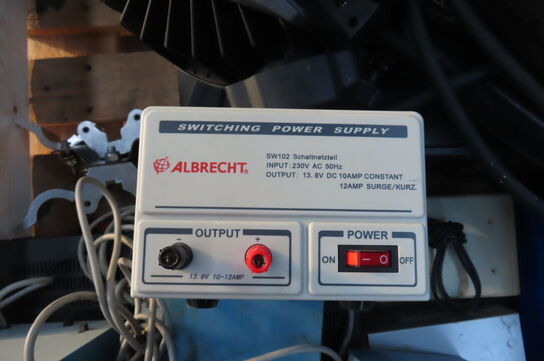 SWITCHING POWER SUPPLY
ALBRECHT®
SW102 Schaltnetzteil
INPUT: 230V AC 50Hz
OUTPUT: 13. 8V DC 10AMP CONSTANT
12AMP SURGE/KURZ.
OUTPUT
- +
13. 8V 10-12AMP
POWER
ON OFF